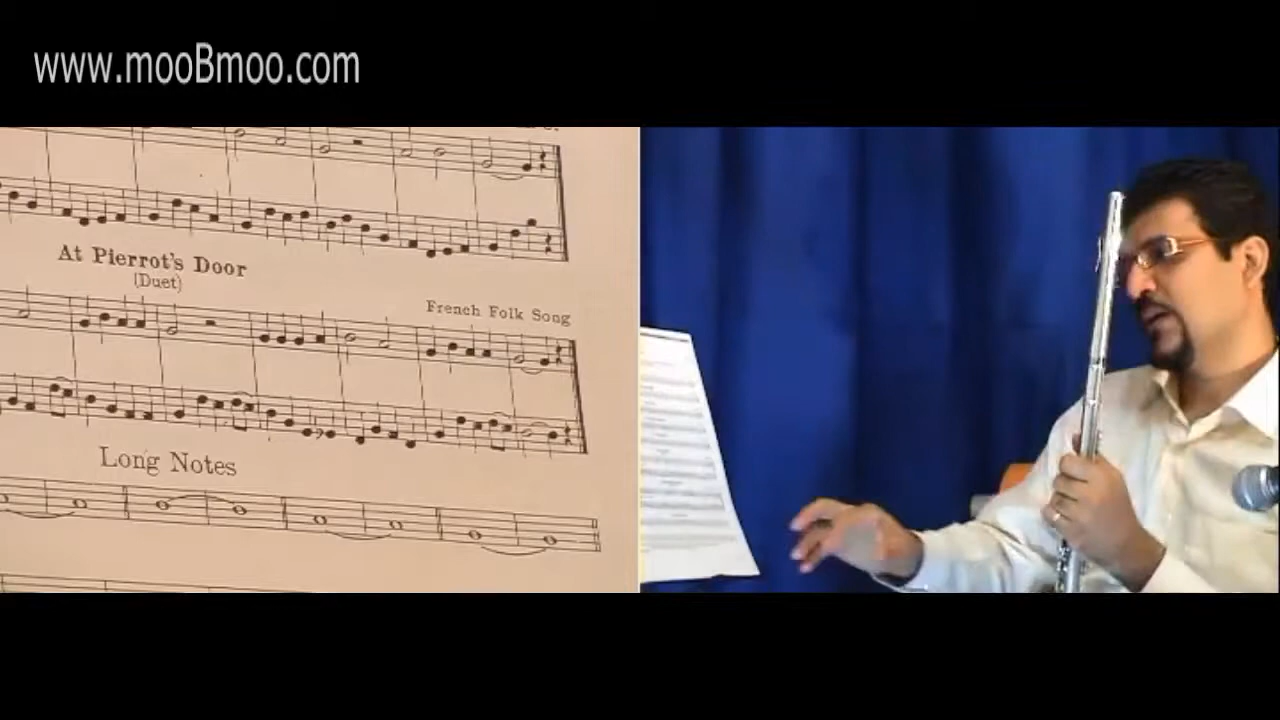 www.mooBmoo.com
At Pierrot's Door
(Duet)
French Folk Song
Long Notes